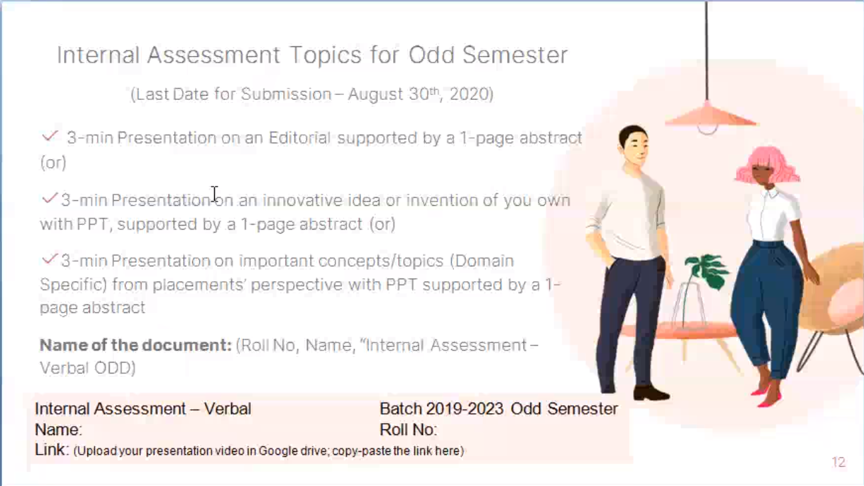 Internal Assessment Topics for Odd Semester
(Last Date for Submission – August 30th, 2020)
✓ 3-min Presentation on an Editorial supported by a 1-page abstract
(or)
✓3-min Presentation on an innovative idea or invention of you own
with PPT, supported by a 1-page abstract (or)
✓3-min Presentation on important concepts/topics (Domain
Specific) from placements' perspective with PPT supported by a 1-
page abstract
Name of the document: (Roll No, Name, "Internal Assessment –
Verbal ODD)
Internal Assessment – Verbal Batch 2019-2023 Odd Semester
Name: Roll No:
Link: (Upload your presentation video in Google drive; copy-paste the link here)
12